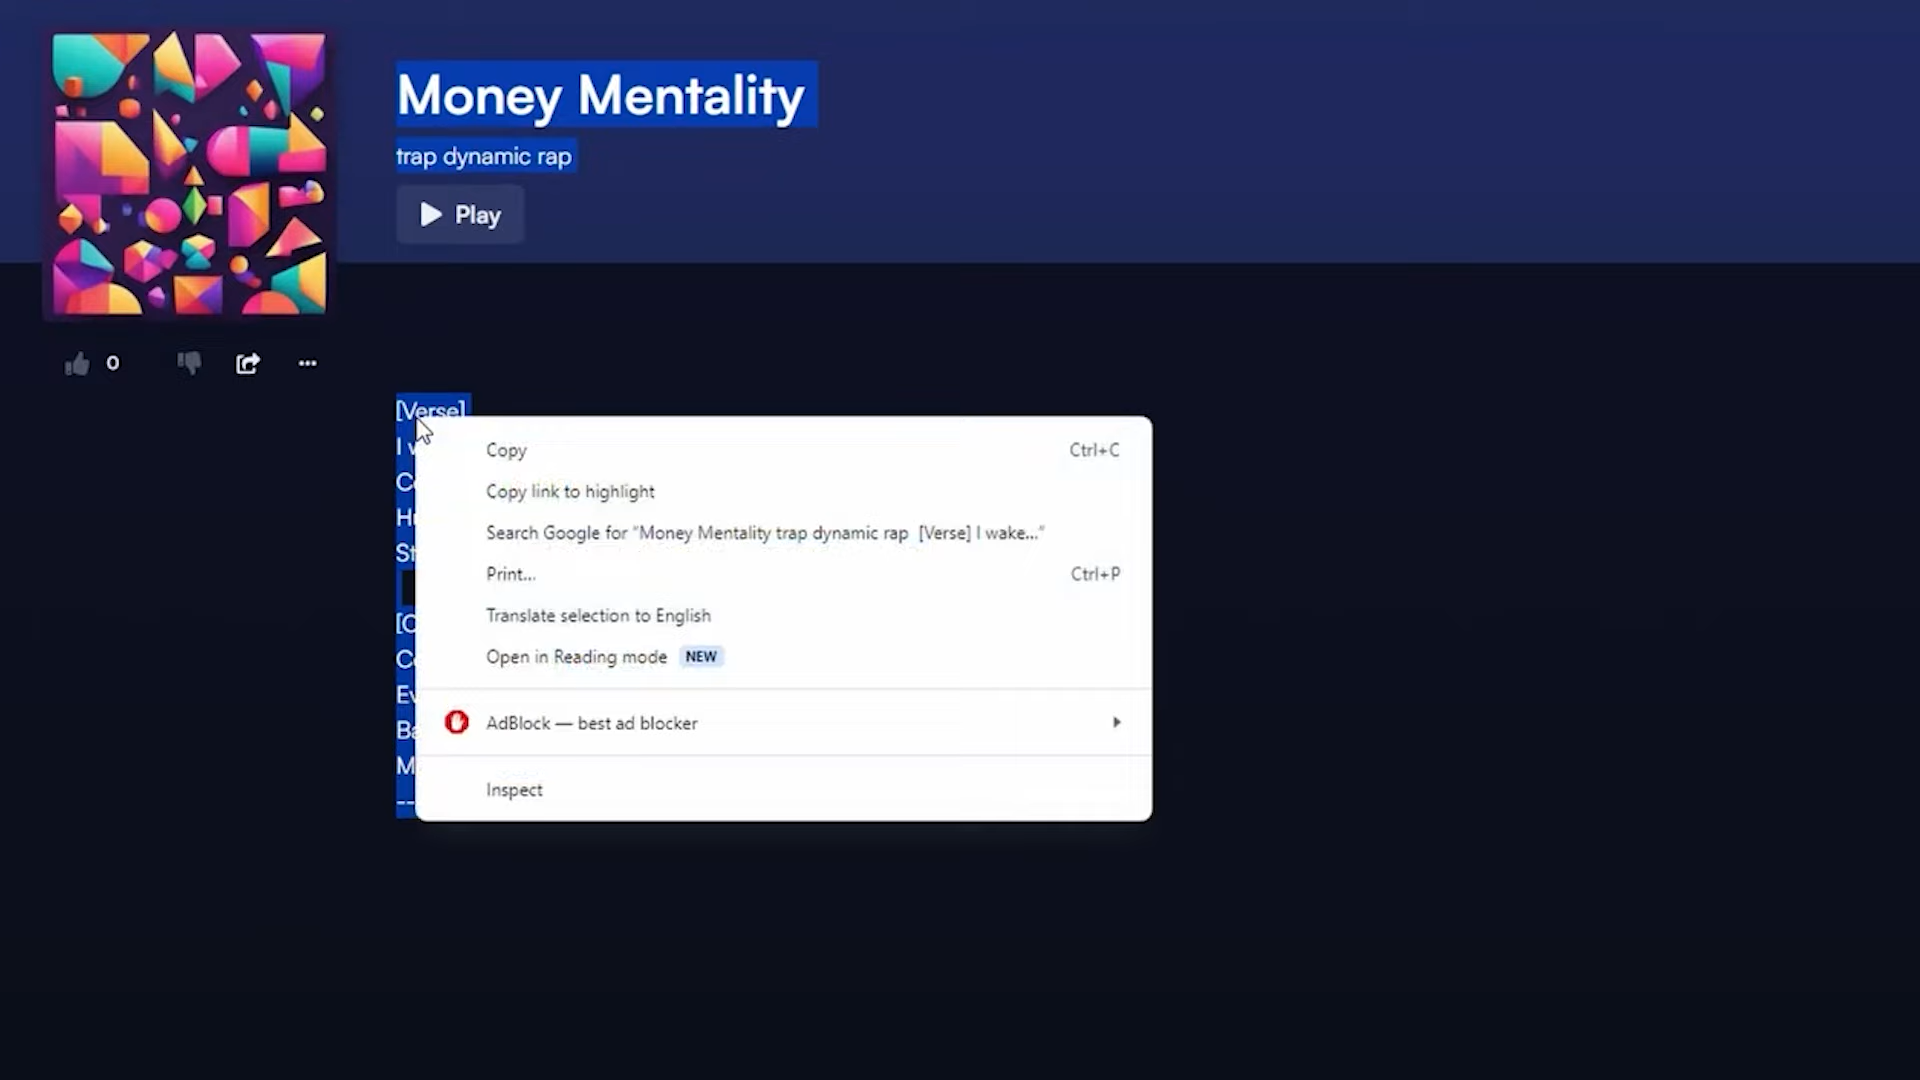 Money Mentality
trap dynamic rap
Play
0
[Verse]
Copy Ctrl+C
Copy link to highlight
Search Google for “Money Mentality trap dynamic rap [Verse] I wake...”
Print... Ctrl+P
Translate selection to English
Open in Reading mode NEW
AdBlock — best ad blocker
Inspect